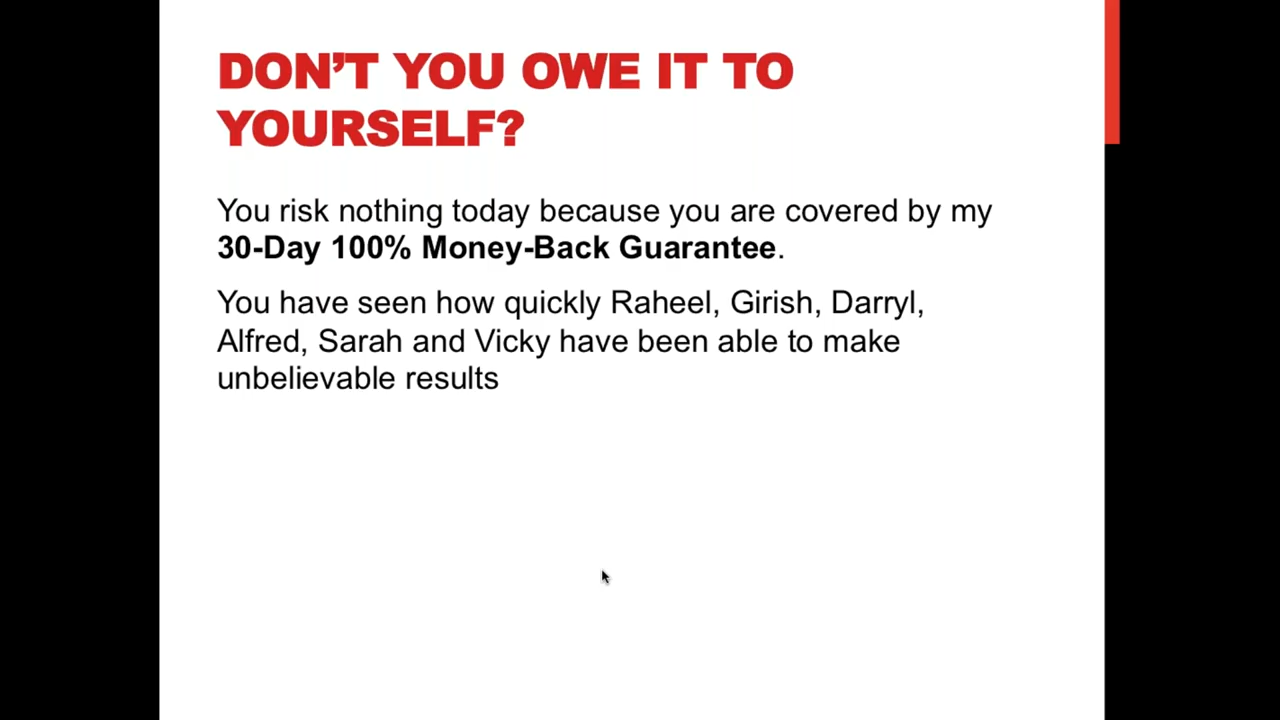 DON’T YOU OWE IT TO
YOURSELF?
You risk nothing today because you are covered by my
30-Day 100% Money-Back Guarantee.
You have seen how quickly Raheel, Girish, Darryl,
Alfred, Sarah and Vicky have been able to make
unbelievable results